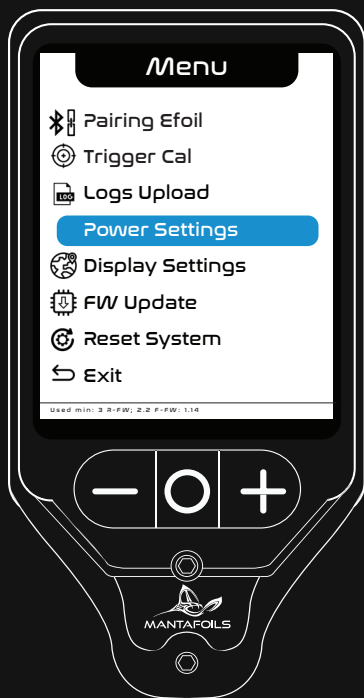 Menu
Pairing Efoil
Trigger Cal
LOG Logs Upload
Power Settings
Display Settings
FW Update
Reset System
Exit
Used min: 3 R-FW; 2.2 F-FW: 1.14
MANTAFOILS